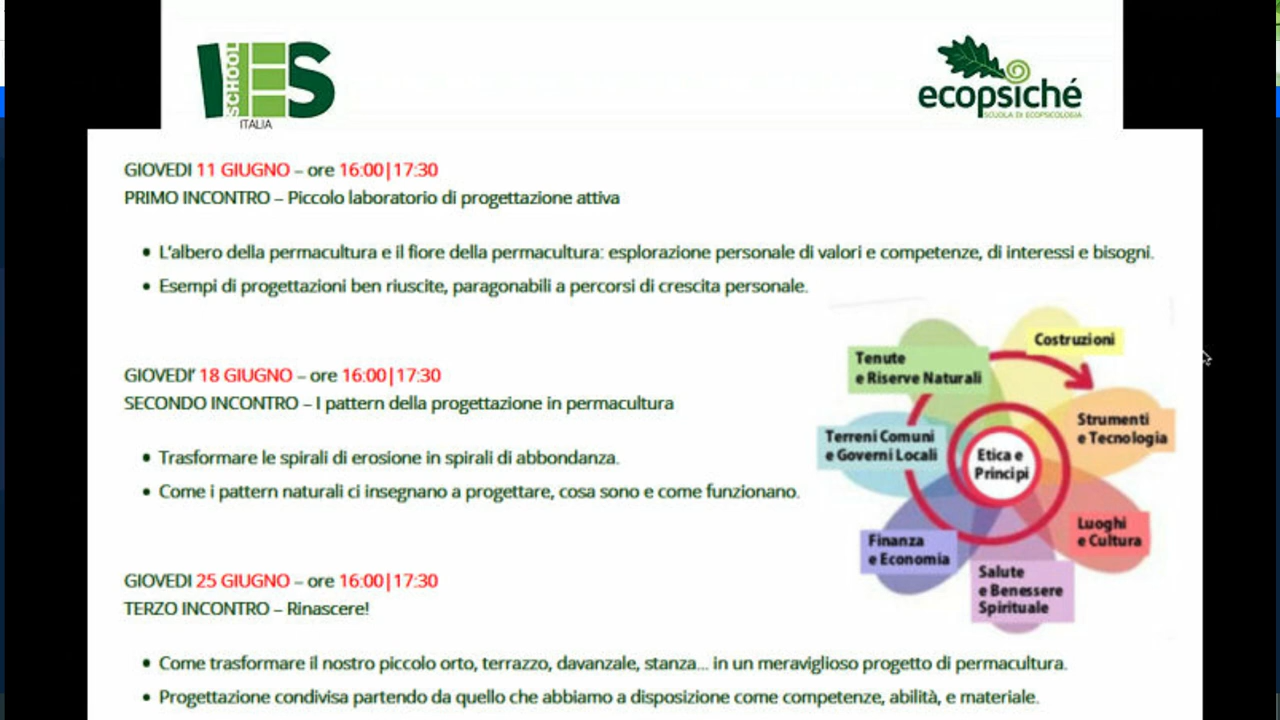 IES
SCHOOL
ITALIA
ecopsiché
SCUOLA DI ECOPSICOLOGIA
GIOVEDI 11 GIUGNO – ore 16:00|17:30
PRIMO INCONTRO – Piccolo laboratorio di progettazione attiva
• L'albero della permacultura e il fiore della permacultura: esplorazione personale di valori e competenze, di interessi e bisogni.
• Esempi di progettazioni ben riuscite, paragonabili a percorsi di crescita personale.
GIOVEDI' 18 GIUGNO – ore 16:00|17:30
SECONDO INCONTRO – I pattern della progettazione in permacultura
• Trasformare le spirali di erosione in spirali di abbondanza.
• Come i pattern naturali ci insegnano a progettare, cosa sono e come funzionano.
GIOVEDI 25 GIUGNO – ore 16:00|17:30
TERZO INCONTRO – Rinascere!
• Come trasformare il nostro piccolo orto, terrazzo, davanzale, stanza... in un meraviglioso progetto di permacultura.
• Progettazione condivisa partendo da quello che abbiamo a disposizione come competenze, abilità, e materiale.
Costruzioni
Tenute
e Riserve Naturali
Strumenti
e Tecnologia
Terreni Comuni
e Governi Locali
Etica e
Principi
Luoghi
e Cultura
Finanza
e Economia
Salute
e Benessere
Spirituale